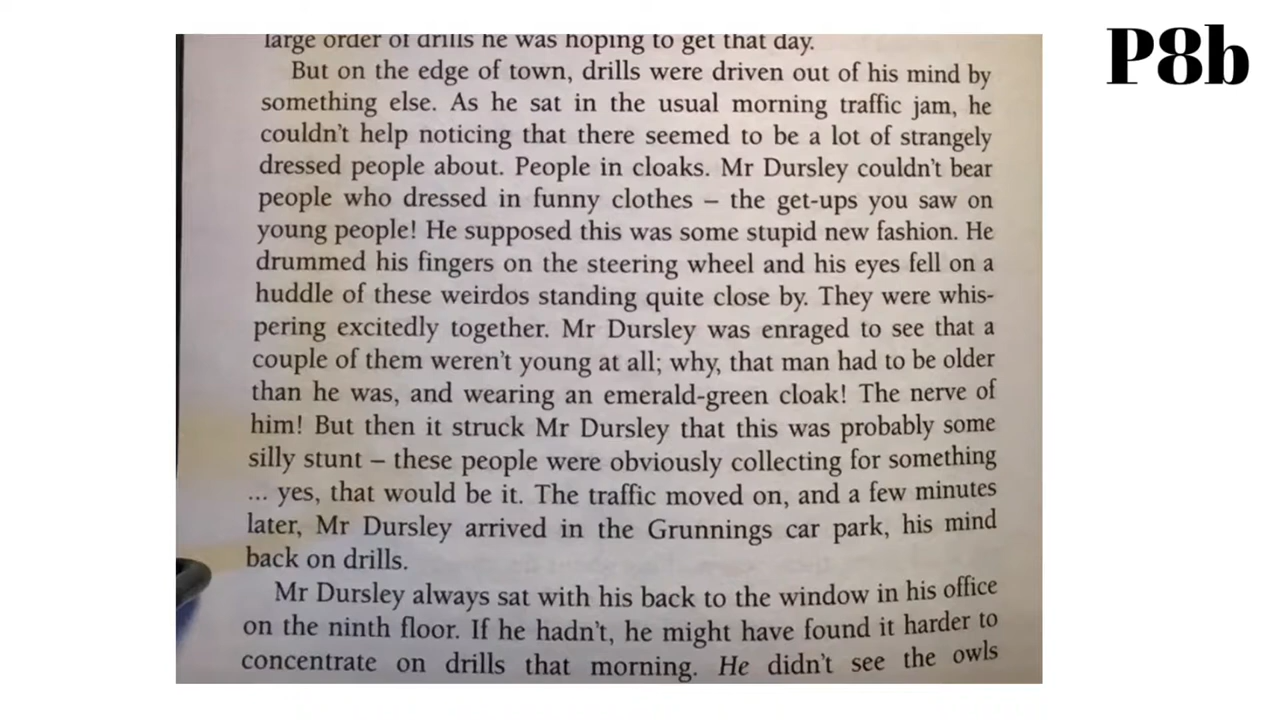 P8b
large order of drills he was hoping to get that day.
But on the edge of town, drills were driven out of his mind by
something else. As he sat in the usual morning traffic jam, he
couldn't help noticing that there seemed to be a lot of strangely
dressed people about. People in cloaks. Mr Dursley couldn't bear
people who dressed in funny clothes – the get-ups you saw on
young people! He supposed this was some stupid new fashion. He
drummed his fingers on the steering wheel and his eyes fell on a
huddle of these weirdos standing quite close by. They were whis-
pering excitedly together. Mr Dursley was enraged to see that a
couple of them weren't young at all; why, that man had to be older
than he was, and wearing an emerald-green cloak! The nerve of
him! But then it struck Mr Dursley that this was probably some
silly stunt – these people were obviously collecting for something
... yes, that would be it. The traffic moved on, and a few minutes
later, Mr Dursley arrived in the Grunnings car park, his mind
back on drills.
Mr Dursley always sat with his back to the window in his office
on the ninth floor. If he hadn't, he might have found it harder to
concentrate on drills that morning. He didn't see the owls